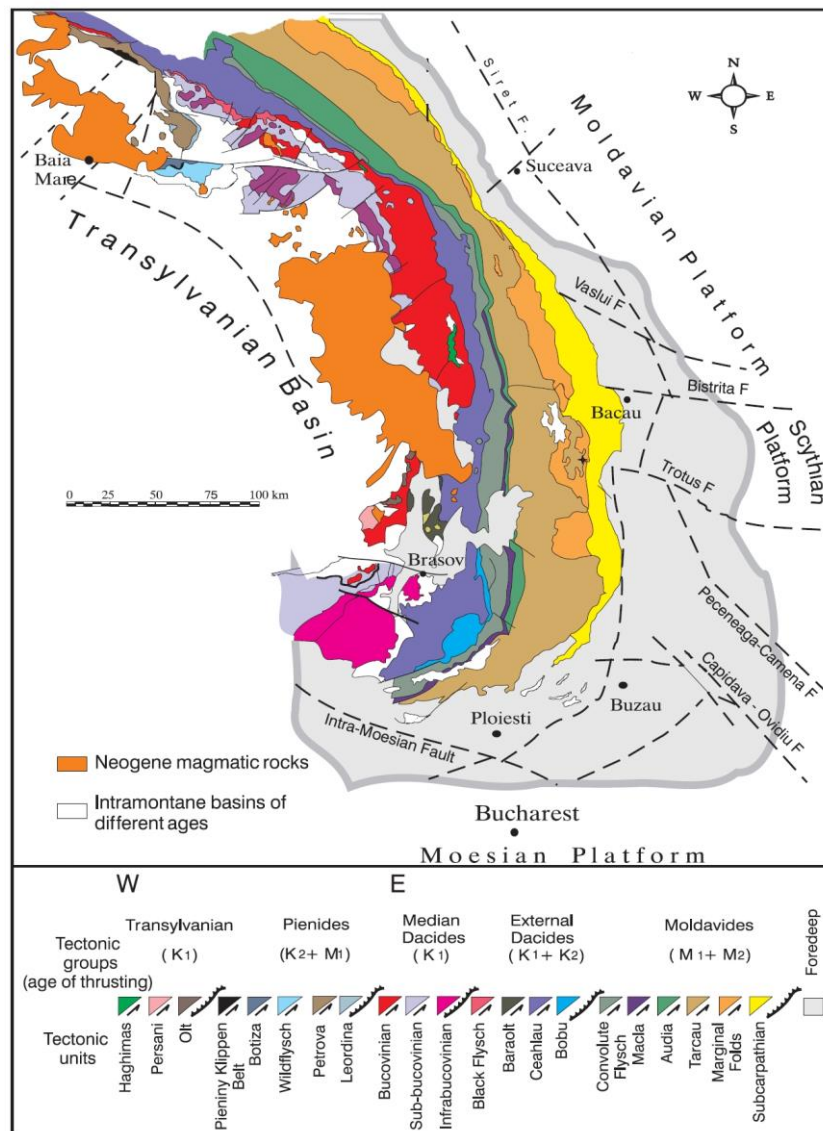 N
W E
S
Siret F.
Suceava
Moldavian Platform
Baia
Mare
Transylvanian Basin
Vaslui F
Bistrita F
Bacau
Scythian
Platform
Trotus F
0 25 50 75 100 km
Brasov
Peceneaga-Camena F
Capidava - Ovidiu F
Buzau
Ploiesti
Intra-Moesian Fault
Neogene magmatic rocks
Intramontane basins of
different ages
Bucharest
Moesian Platform
W E
Tectonic
groups
(age of thrusting)
Transylvanian
(K1)
Pienides
(K2+ M1)
Median
Dacides
(K1)
External
Dacides
(K1+ K2)
Moldavides
(M1+ M2)
Foredeep
Tectonic
units
Haghimas
Persani
Olt
Pieniny Klippen
Belt
Botiza
Wildflysch
Petrova
Leordina
Bucovinian
Sub-bucovinian
Infrabucovinian
Black Flysch
Baraolt
Ceahlau
Bobu
Convolute
Flysch
Macla
Audia
Tarcau
Marginal
Folds
Subcarpathian